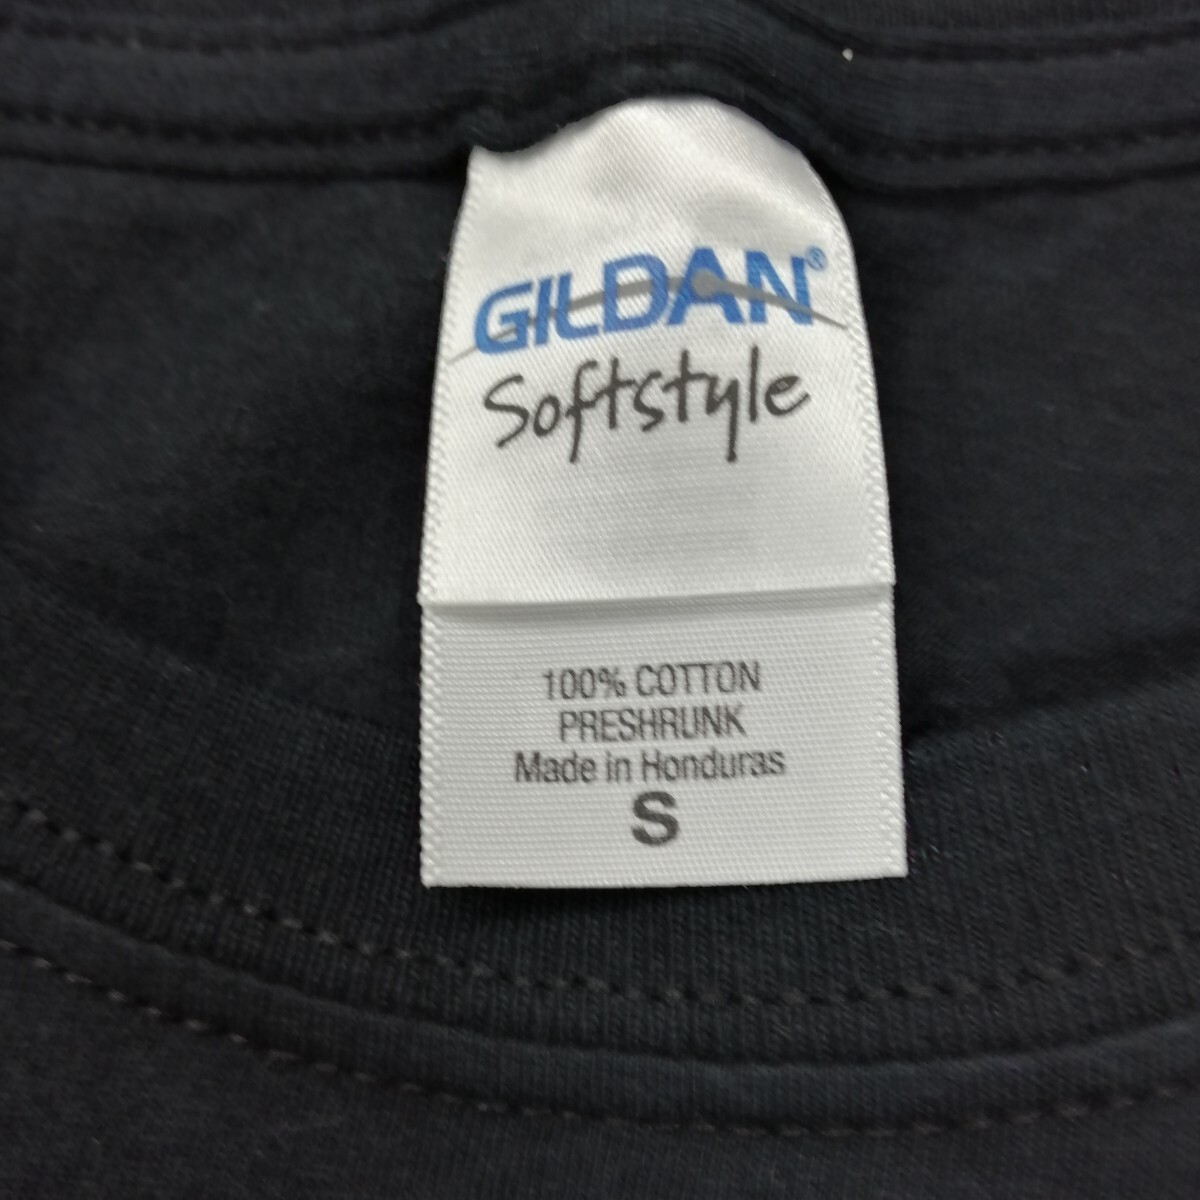 GILDAN®
Softstyle
100% COTTON
PRESHRUNK
Made in Honduras
S